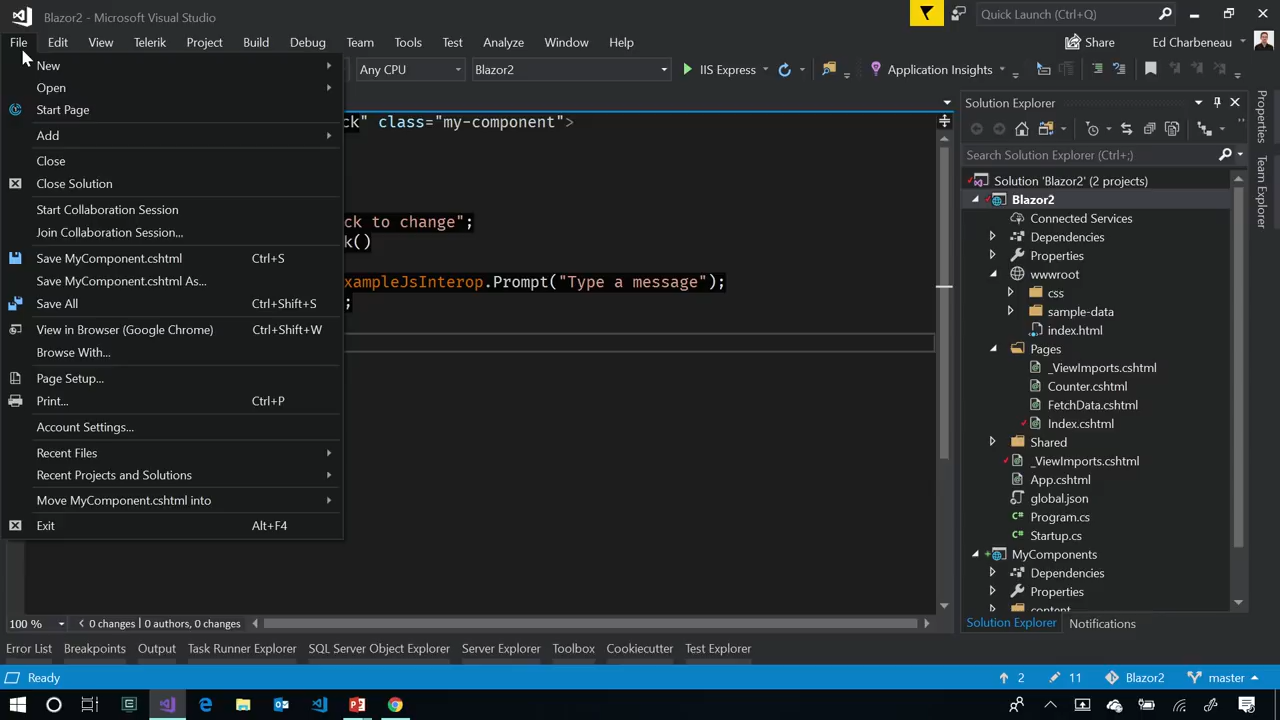 Blazor2 - Microsoft Visual Studio
Quick Launch (Ctrl+Q)
File Edit View Telerik Project Build Debug Team Tools Test Analyze Window Help
Share
Ed Charbeneau
Any CPU
Blazor2
IIS Express
Application Insights
New
Open
Start Page
Add
Close
Close Solution
Start Collaboration Session
Join Collaboration Session...
Save MyComponent.cshtml Ctrl+S
Save MyComponent.cshtml As...
Save All Ctrl+Shift+S
View in Browser (Google Chrome) Ctrl+Shift+W
Browse With...
Page Setup...
Print... Ctrl+P
Account Settings...
Recent Files
Recent Projects and Solutions
Move MyComponent.cshtml into
Exit Alt+F4
ck" class="my-component">
ck to change";
k()
xampleJsInterop.Prompt("Type a message");
;
Solution Explorer
Search Solution Explorer (Ctrl+;)
Solution 'Blazor2' (2 projects)
Blazor2
Connected Services
Dependencies
Properties
wwwroot
css
sample-data
index.html
Pages
_ViewImports.cshtml
Counter.cshtml
FetchData.cshtml
Index.cshtml
Shared
_ViewImports.cshtml
App.cshtml
global.json
Program.cs
Startup.cs
MyComponents
Dependencies
Properties
content
Solution Explorer Notifications
Properties
Team Explorer
100 %
0 changes | 0 authors, 0 changes
Error List Breakpoints Output Task Runner Explorer SQL Server Object Explorer Server Explorer Toolbox Cookiecutter Test Explorer
Ready
2
11
Blazor2
master